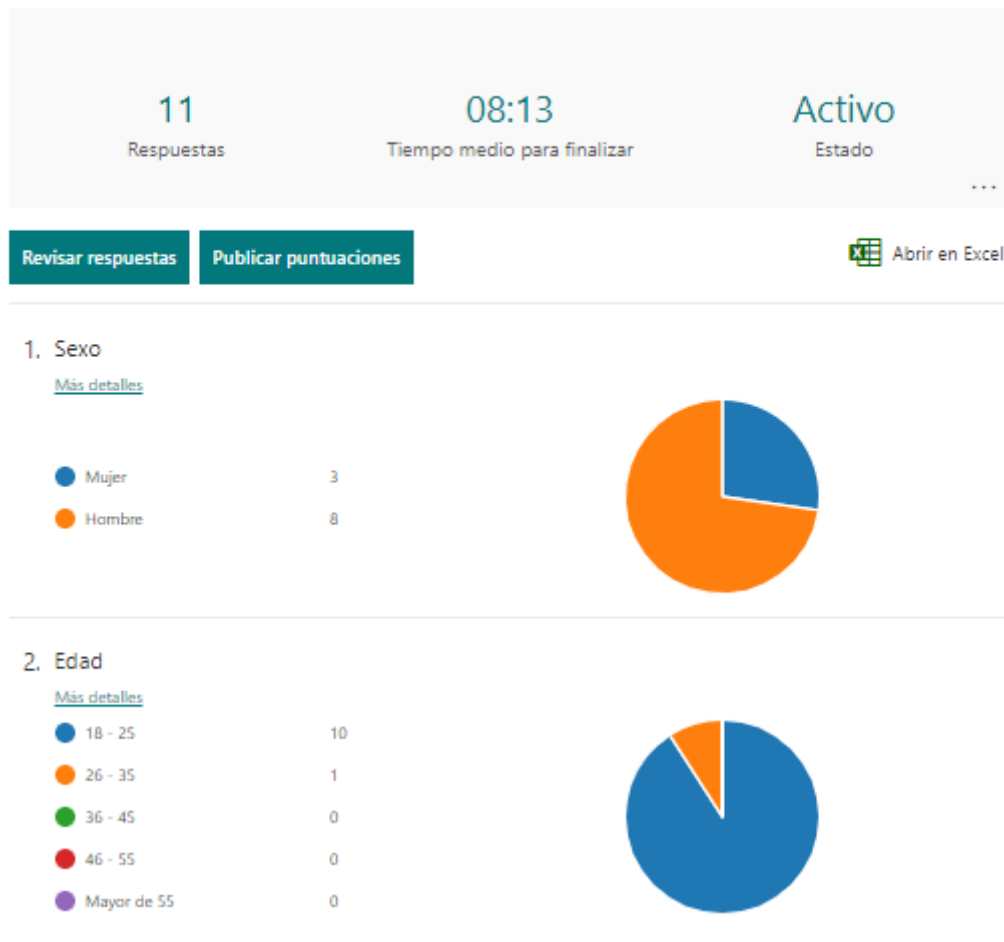 11
Respuestas
08:13
Tiempo medio para finalizar
Activo
Estado
...
Revisar respuestas
Publicar puntuaciones
Abrir en Excel
1. Sexo
Más detalles
Mujer 3
Hombre 8
2. Edad
Más detalles
18 - 25 10
26 - 35 1
36 - 45 0
46 - 55 0
Mayor de 55 0